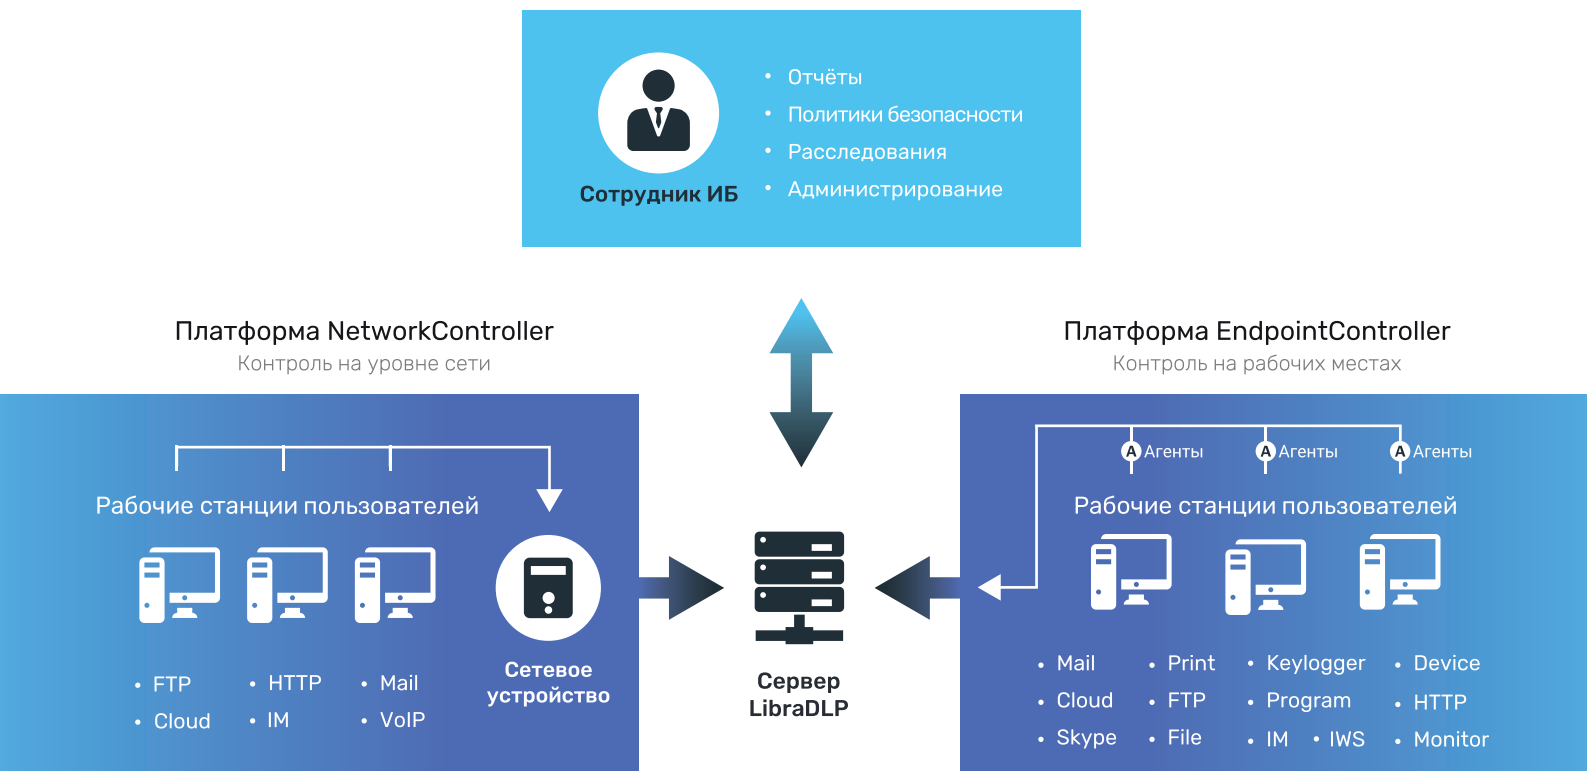 • Отчёты
• Политики безопасности
• Расследования
• Администрирование
Сотрудник ИБ
Платформа NetworkController
Контроль на уровне сети
Рабочие станции пользователей
• FTP • HTTP • Mail
• Cloud • IM • VoIP
Сетевое
устройство
Сервер
LibraDLP
Платформа EndpointController
Контроль на рабочих местах
А Агенты А Агенты А Агенты
Рабочие станции пользователей
• Mail • Print • Keylogger • Device
• Cloud • FTP • Program • HTTP
• Skype • File • IM • IWS • Monitor